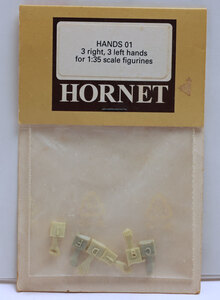 HANDS 01
3 right, 3 left hands
for 1:35 scale figurines
HORNET